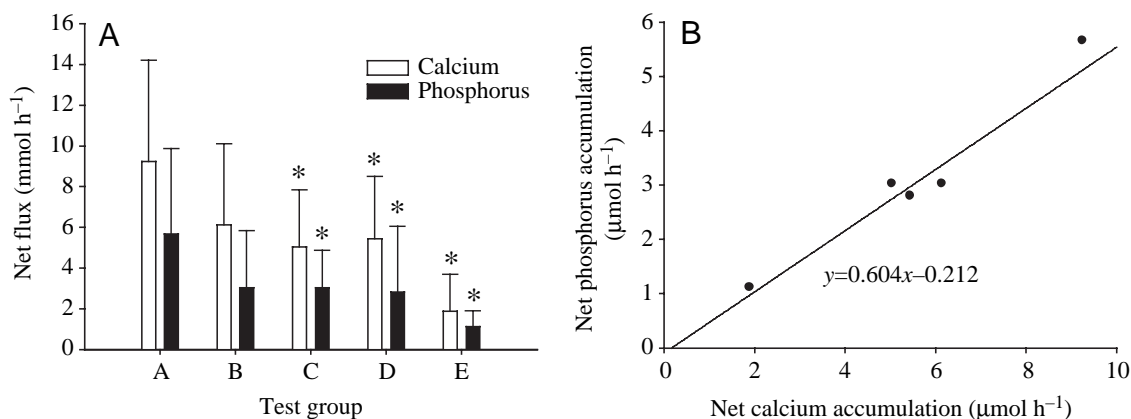 A
Net flux (mmol h⁻¹)
16
14
12
10
8
6
4
2
0
Calcium
Phosphorus
*
*
*
*
*
*
A B C D E
Test group
B
Net phosphorus accumulation
(μmol h⁻¹)
6
5
4
3
2
1
0
y=0.604x–0.212
2 4 6 8 10
Net calcium accumulation (μmol h⁻¹)